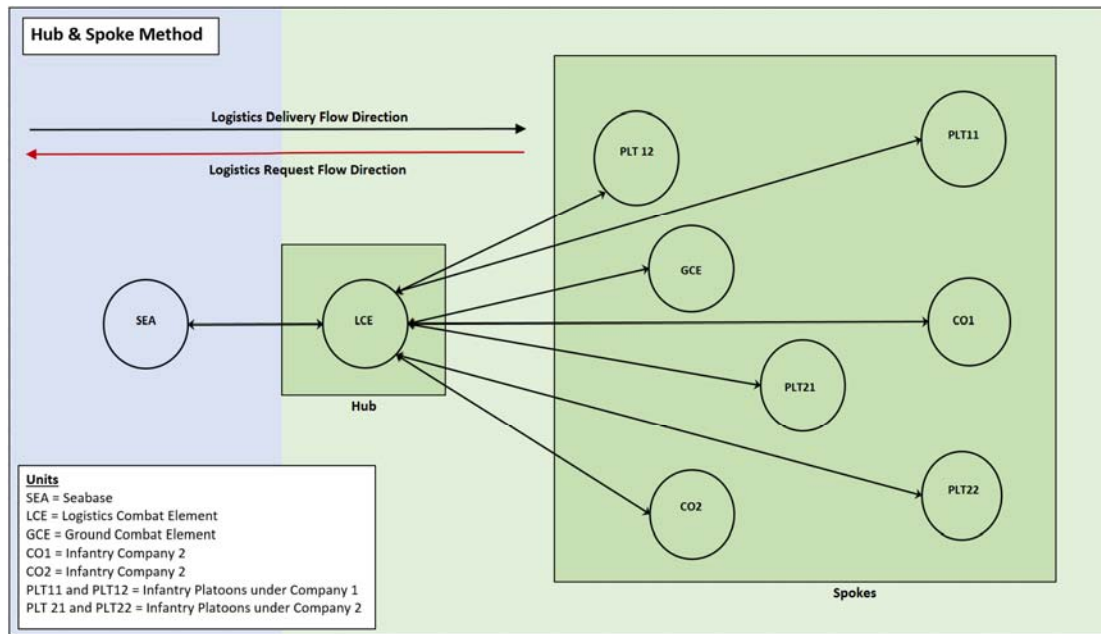 Hub & Spoke Method
Logistics Delivery Flow Direction
Logistics Request Flow Direction
PLT 12
PLT11
GCE
SEA
LCE
CO1
PLT21
Hub
CO2
PLT22
Spokes
Units
SEA = Seabase
LCE = Logistics Combat Element
GCE = Ground Combat Element
CO1 = Infantry Company 2
CO2 = Infantry Company 2
PLT11 and PLT12 = Infantry Platoons under Company 1
PLT 21 and PLT22 = Infantry Platoons under Company 2